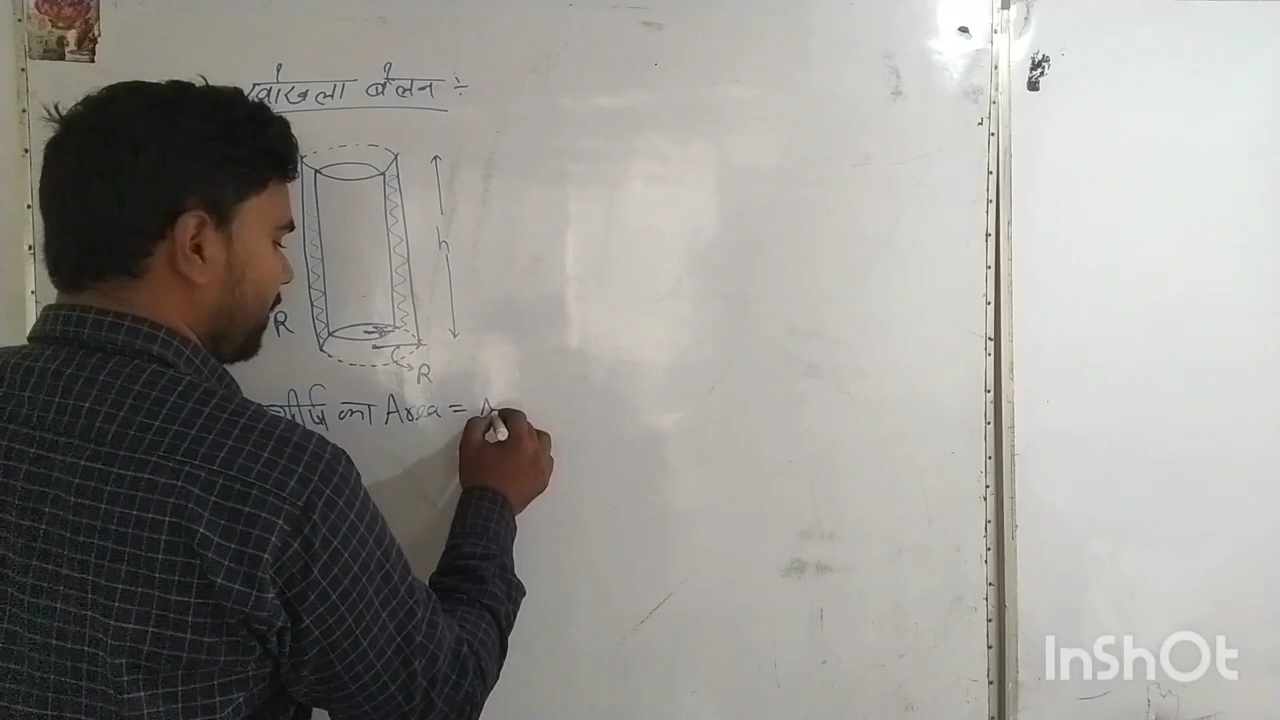 खोखला बेलन ÷
h
R
R
शीर्ष का Area =
InShOt